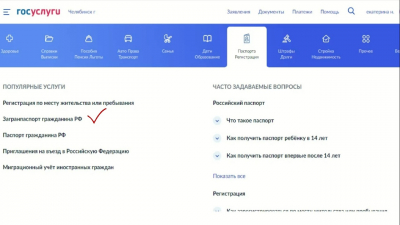 госуслуги
Челябинск
Заявления Документы Платежи Помощь
екатерина н
Здоровье
Справки
Выписки
Пособия
Пенсия Льготы
Авто Права
Транспорт
Семья
Дети
Образование
Паспорта
Регистрация
Штрафы
Долги
Стройка
Недвижимость
ПОПУЛЯРНЫЕ УСЛУГИ
Регистрация по месту жительства или пребывания
Загранпаспорт гражданина РФ
Паспорт гражданина РФ
Приглашения на въезд в Российскую Федерацию
Миграционный учёт иностранных граждан
ЧАСТО ЗАДАВАЕМЫЕ ВОПРОСЫ
Российский паспорт
Что такое паспорт
Как получить паспорт ребёнку в 14 лет
Как получить паспорт впервые после 14 лет
Показать все
Регистрация